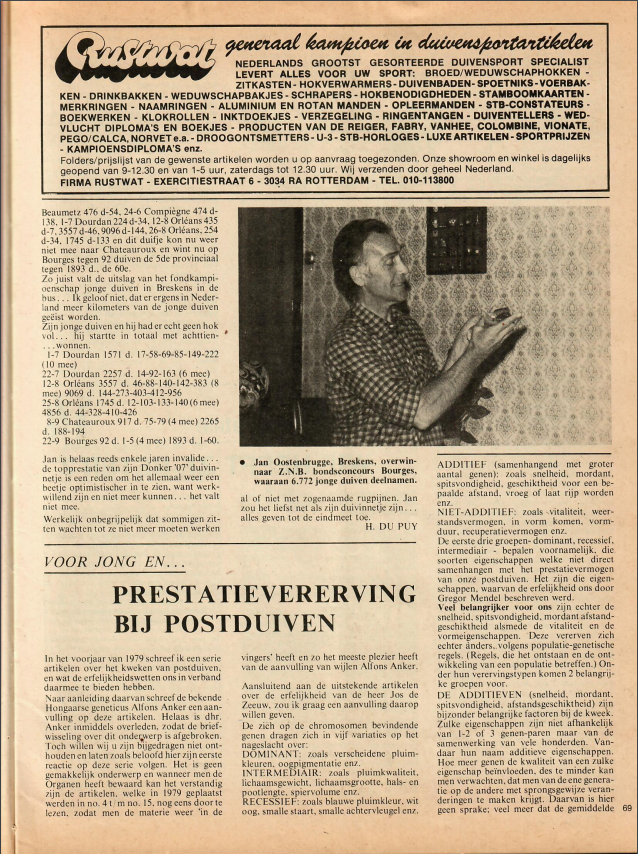 Rustwat generaal kampioen in duivensportartikelen
NEDERLANDS GROOTST GESORTEERDE DUIVENSPORT SPECIALIST
LEVERT ALLES VOOR UW SPORT: BROED/WEDUWSCHAPHOKKEN -
ZITKASTEN - HOKVERWARMERS - DUIVENBADEN - SPOETNIKS - VOERBAK-
KEN - DRINKBAKKEN - WEDUWSCHAPBAKJES - SCHRAPERS - HOKBENODIGDHEDEN - STAMBOOMKAARTEN -
MERKRINGEN - NAAMRINGEN - ALUMINIUM EN ROTAN MANDEN - OPLEERMANDEN - STB-CONSTATEURS -
BOEKWERKEN - KLOKROLLEN - INKTDOEKJES - VERZEGELING - RINGENTANGEN - DUIVENTELLERS - WED-
VLUCHT DIPLOMA'S EN BOEKJES - PRODUCTEN VAN DE REIGER, FABRY, VANHEE, COLOMBINE, VIONATE,
PEGO/CALCA, NORVET e.a. - DROOGONTSMETTERS - U-3 - STB-HORLOGES - LUXE ARTIKELEN - SPORTPRIJZEN
- KAMPIOENSDIPLOMA'S enz.
Folders/prijslijst van de gewenste artikelen worden u op aanvraag toegezonden. Onze showroom en winkel is dagelijks
geopend van 9-12.30 en van 1-5 uur, zaterdags tot 12.30 uur. Wij verzenden door geheel Nederland.
FIRMA RUSTWAT - EXERCITIESTRAAT 6 - 3034 RA ROTTERDAM - TEL. 010-113800
Beaumetz 476 d-54, 24-6 Compiègne 474 d-
138, 1-7 Dourdan 224 d-34, 12-8 Orléans 435
d-7, 3557 d-46, 9096 d-144, 26-8 Orléans, 254
d-34, 1745 d-133 en dit duifje kon nu weer
niet mee naar Chateauroux en wint nu op
Bourges tegen 92 duiven de 5de provinciaal
tegen 1893 d., de 60e.
Zo juist valt de uitslag van het fondkampi-
oenschap jonge duiven in Breskens in de
bus... Ik geloof niet, dat er ergens in Neder-
land meer kilometers van de jonge duiven
geëist worden.
Zijn jonge duiven en hij had er echt geen hok
vol... hij startte in totaal met achttien-
...wonnen.
1-7 Dourdan 1571 d. 17-58-69-85-149-222
(10 mee)
22-7 Dourdan 2257 d. 14-92-163 (6 mee)
12-8 Orléans 3557 d. 46-88-140-142-383 (8
mee) 9069 d. 144-273-403-412-956
25-8 Orléans 1745 d. 12-103-133-140 (6 mee)
4856 d. 44-328-410-426
8-9 Chateauroux 917 d. 75-79 (4 mee) 2265
d. 188-194
22-9 Bourges 92 d. 1-5 (4 mee) 1893 d. 1-60.
Jan is helaas reeds enkele jaren invalide...
de topprestatie van zijn Donker '07' duivin-
netje is een reden om het allemaal weer een
beetje optimistischer in te zien, want werk-
willend zijn en niet meer kunnen... het valt
niet mee.
Werkelijk onbegrijpelijk dat sommigen zit-
ten wachten tot ze niet meer moeten werken
• Jan Oostenbrugge, Breskens, overwin-
naar Z.N.B. bondsconcours Bourges,
waaraan 6.772 jonge duiven deelnamen.
al of niet met zogenaamde rugpijnen. Jan
zou het liefst net als zijn duivinnetje zijn...
alles geven tot de eindmeet toe.
H. DU PUY
VOOR JONG EN...
PRESTATIEVERERVING
BIJ POSTDUIVEN
In het voorjaar van 1979 schreef ik een serie
artikelen over het kweken van postduiven,
en wat de erfelijkheidswetten ons in verband
daarmee te bieden hebben.
Naar aanleiding daarvan schreef de bekende
Hongaarse geneticus Alfons Anker een aan-
vulling op deze artikelen. Helaas is dhr.
Anker inmiddels overleden, zodat de brief-
wisseling over dit onderwerp is afgebroken.
Toch willen wij u zijn bijgedragen niet ont-
houden en laten zoals beloofd hier zijn eerste
reactie op deze serie volgen. Het is geen
gemakkelijk onderwerp en wanneer men de
Organen heeft bewaard kan het verstandig
zijn de artikelen, welke in 1979 geplaatst
werden in no. 4 t/m no. 15, nog eens door te
lezen, zodat men de materie weer 'in de
vingers' heeft en zo het meeste plezier heeft
van de aanvulling van wijlen Alfons Anker.
Aansluitend aan de uitstekende artikelen
over de erfelijkheid van de her Jos de
Zeeuw, zou ik graag een aanvulling daarop
willen geven.
De zich op de chromosomen bevindende
genen dragen zich in vijf variaties op het
nageslacht over:
DOMINANT: zoals verscheidene pluim-
kleuren, oogpigmentatie enz.
INTERMEDIAIR: zoals pluimkwaliteit,
lichaamsgewicht, lichaamsgrootte, hals- en
pootlengte, spiervolume enz.
RECESSIEF: zoals blauwe pluimkleur, wit
oog, smalle staart, smalle achtervleugel enz.
ADDITIEF (samenhangend met groter
aantal genen): zoals snelheid, mordant,
spitsvondigheid, geschiktheid voor een be-
paalde afstand, vroeg of laat rijp worden
enz.
NIET-ADDITIEF: zoals vitaliteit, weer-
standsvermogen, in vorm komen, vorm-
duur, recuperatievermogen enz.
De eerste drie groepen- dominant, recessief,
intermediair - bepalen voornamelijk, die
soorten eigenschappen welke niet direct
samenhangen met het prestatievermogen
van onze postduiven. Het zijn die eigen-
schappen, waarvan de erfelijkheid ons door
Gregor Mendel beschreven werd.
Veel belangrijker voor ons zijn echter de
snelheid, spitsvondigheid, mordant afstand-
geschiktheid alsmede de vitaliteit en de
vormeigenschappen. Deze vererven zich
echter anders, volgens populatie-genetische
regels. (Regels, die het ontstaan en de ont-
wikkeling van een populatie betreffen.) On-
der hun vererving­stypen komen 2 belangrij-
ke groepen voor.
DE ADDITIEVEN (snelheid, mordant,
spitsvondigheid, afstandsgeschiktheid) zijn
bijzonder belangrijke factoren bij de kweek.
Zulke eigenschappen zijn niet afhankelijk
van 1-2 of 3 genen-paren maar van de
samenwerking van vele honderden. Van-
daar hun naam additieve eigenschappen.
Hoe meer genen de kwaliteit van een zulke
eigenschap beïnvloeden, des te minder kan
men verwachten, dat men van de ene genera-
tie op de andere met sprongsgewijze veran-
deringen te maken krijgt. Daarvan is hier
geen sprake; veel meer dat de gemiddelde
69